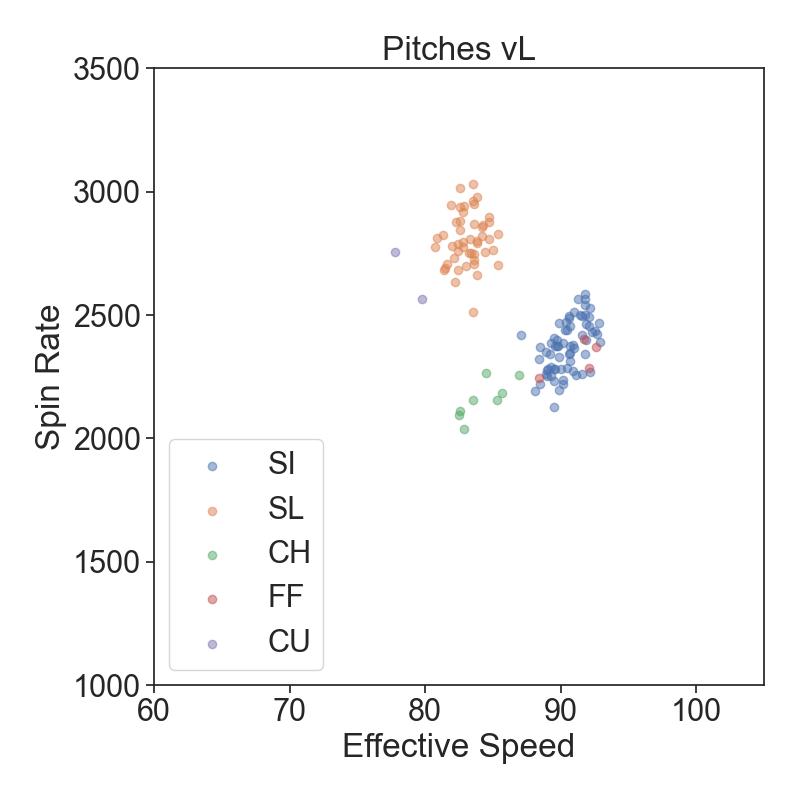 Pitches vL
3500
3000
2500
2000
1500
1000
Spin Rate
SI
SL
CH
FF
CU
60 70 80 90 100
Effective Speed